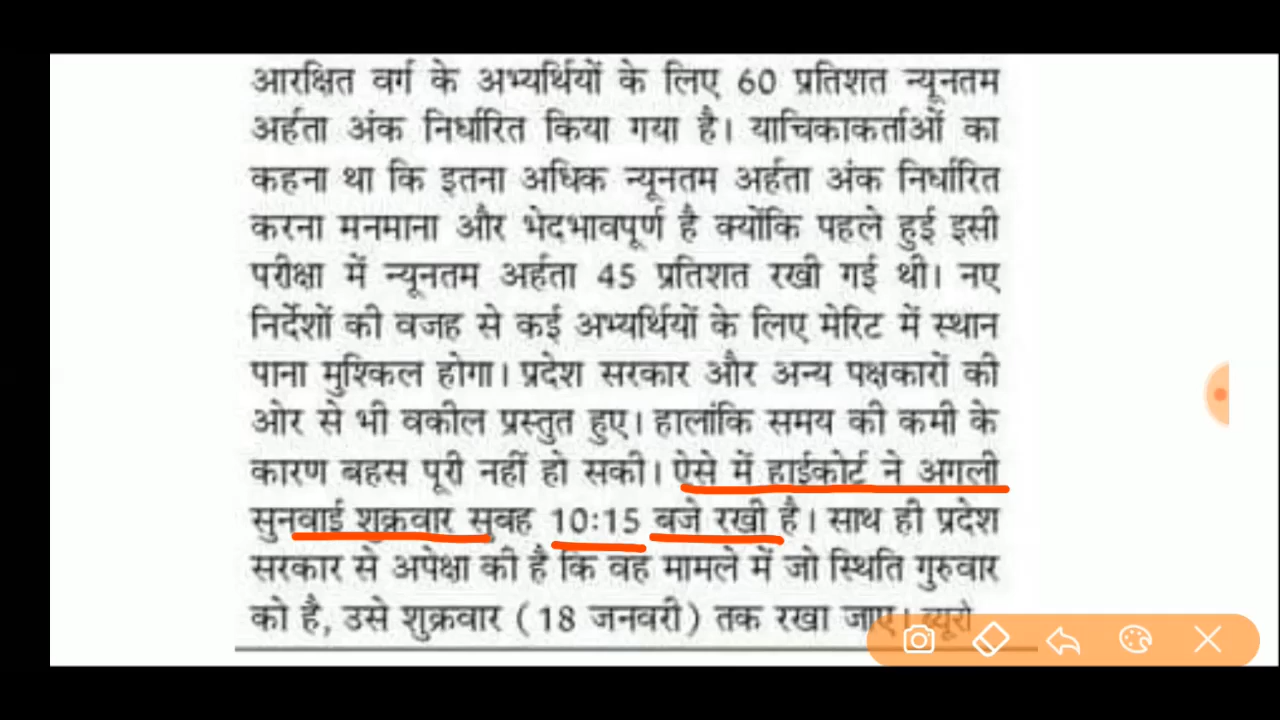 आरक्षित वर्ग के अभ्यर्थियों के लिए 60 प्रतिशत न्यूनतम
अर्हता अंक निर्धारित किया गया है। याचिकाकर्ताओं का
कहना था कि इतना अधिक न्यूनतम अर्हता अंक निर्धारित
करना मनमाना और भेदभावपूर्ण है क्योंकि पहले हुई इसी
परीक्षा में न्यूनतम अर्हता 45 प्रतिशत रखी गई थी। नए
निर्देशों की वजह से कई अभ्यर्थियों के लिए मेरिट में स्थान
पाना मुश्किल होगा। प्रदेश सरकार और अन्य पक्षकारों की
ओर से भी वकील प्रस्तुत हुए। हालांकि समय की कमी के
कारण बहस पूरी नहीं हो सकी। ऐसे में हाईकोर्ट ने अगली
सुनवाई शुक्रवार सुबह 10:15 बजे रखी है। साथ ही प्रदेश
सरकार से अपेक्षा की है कि वह मामले में जो स्थिति गुरुवार
को है, उसे शुक्रवार (18 जनवरी) तक रखा जाए। ब्यूरो